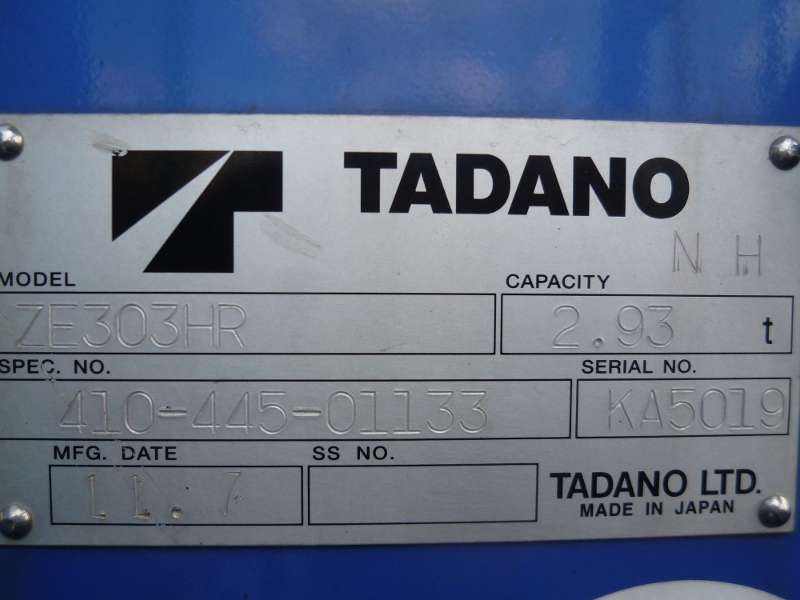 TADANO
N H
MODEL
CAPACITY
ZE303HR
2.93 t
SPEC. NO.
SERIAL NO.
410-445-01133
KA5019
MFG. DATE
SS NO.
11.7
TADANO LTD.
MADE IN JAPAN